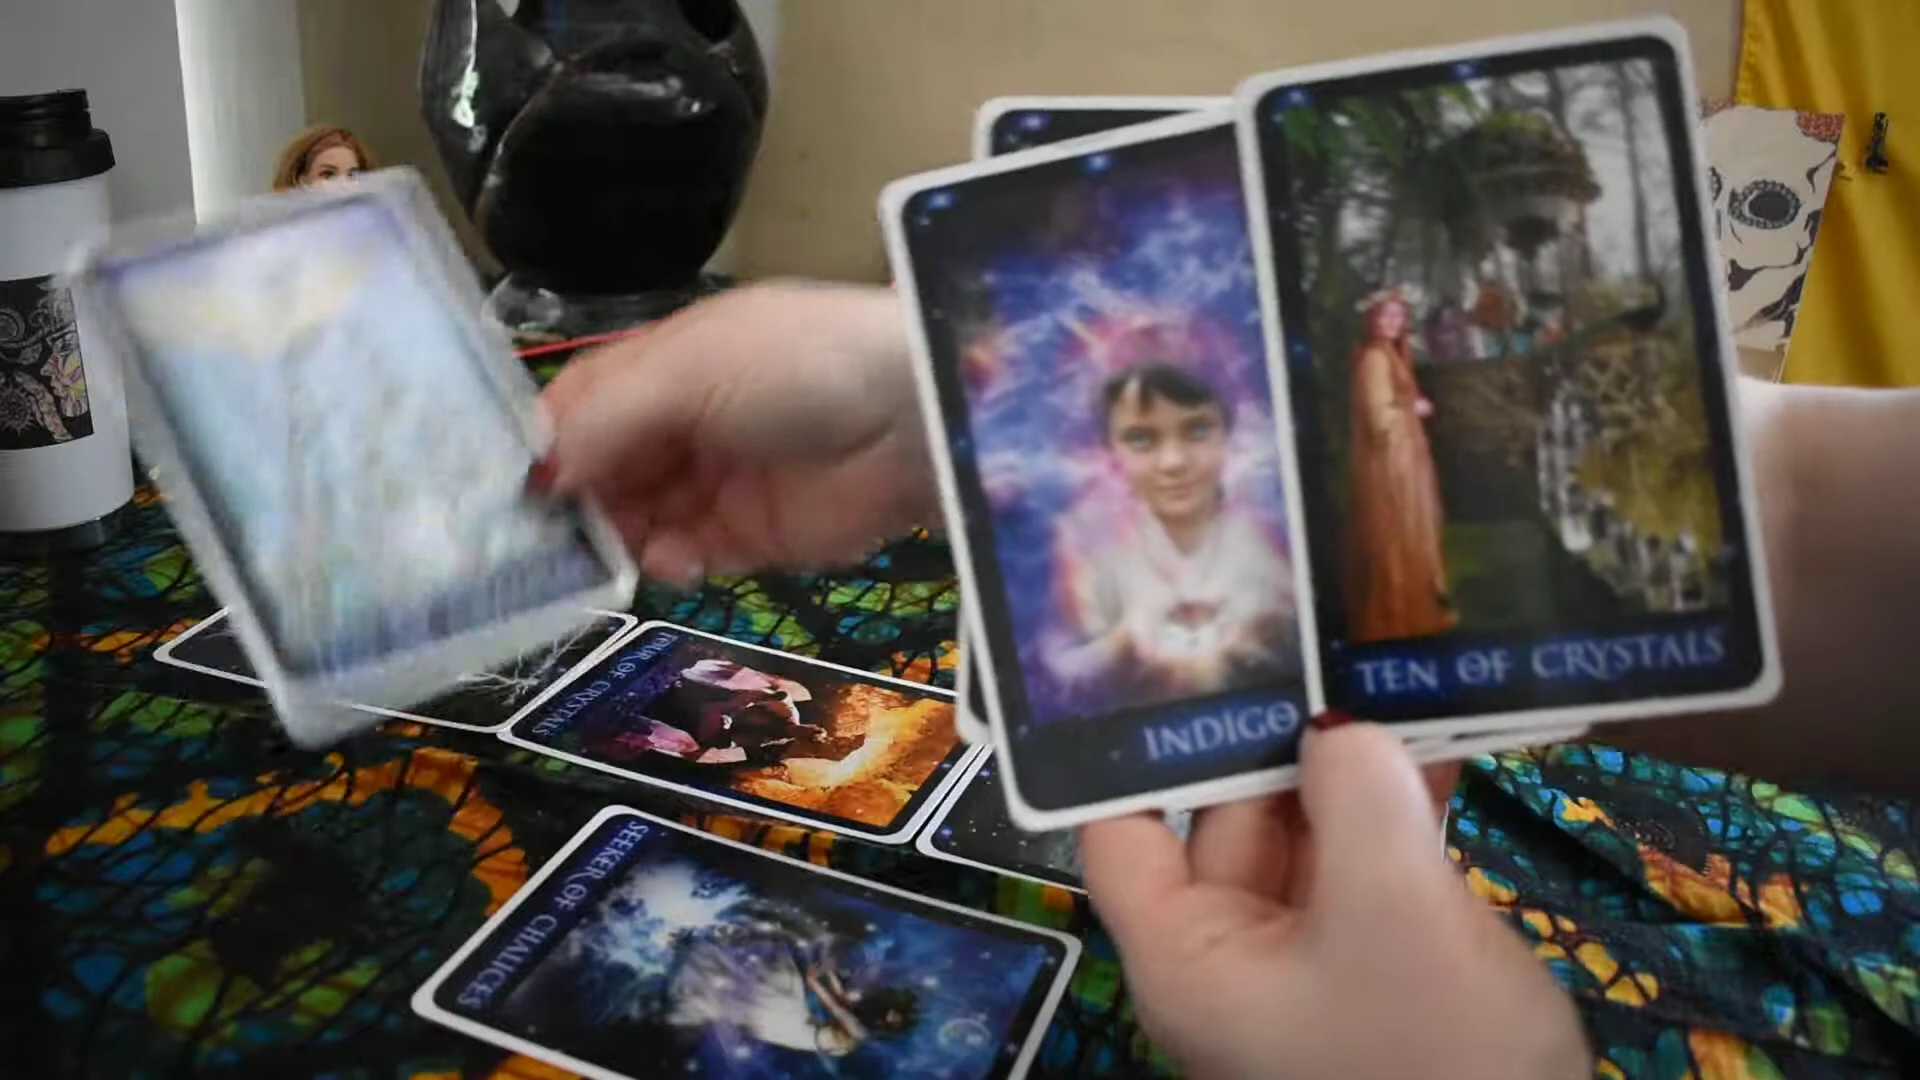 INDIGO
TEN OF CRYSTALS
FOUR OF CRYSTALS
SEEKER OF CHALICES